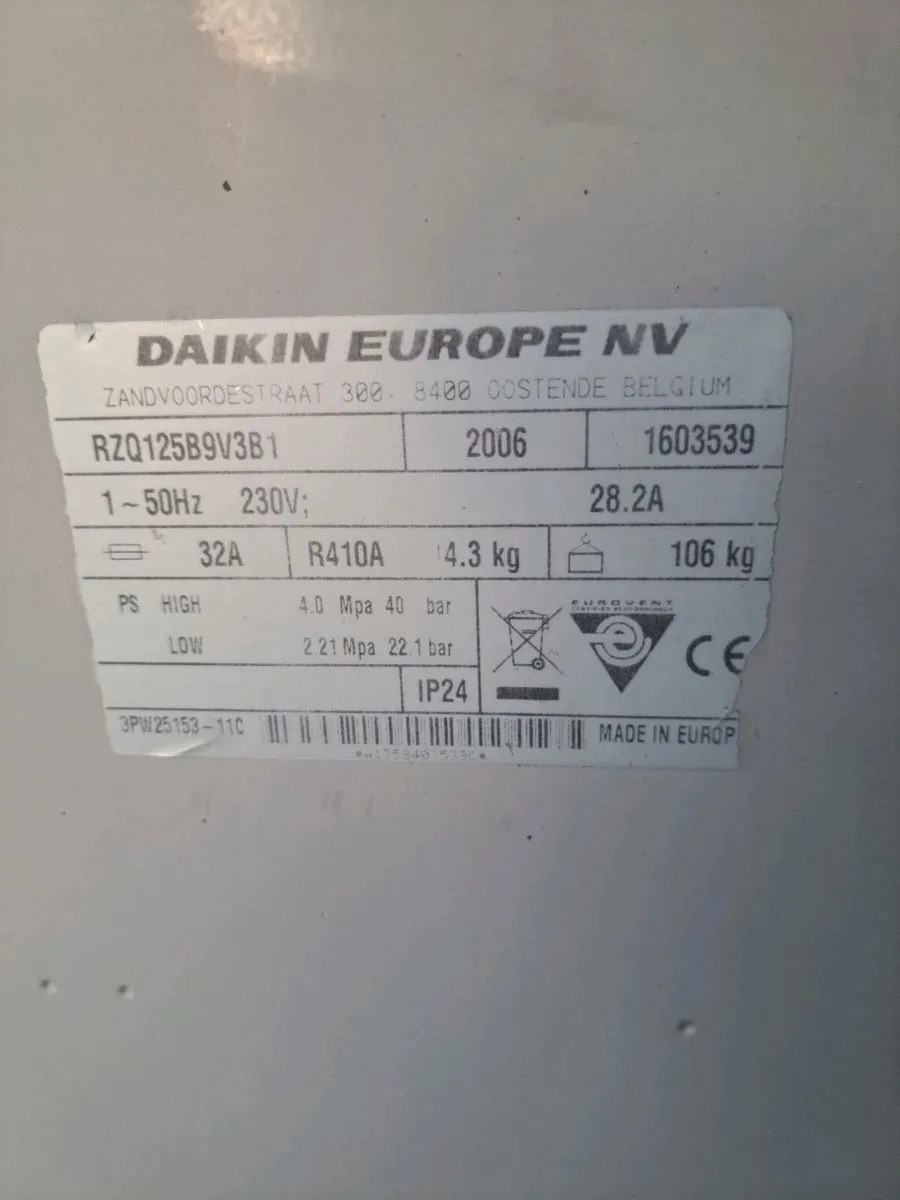 DAIKIN EUROPE NV
ZANDVOORDESTRAAT 300. 8400 OOSTENDE BELGIUM
RZQ125B9V3B1 2006 1603539
1~50Hz 230V; 28.2A
32A R410A 4.3 kg 106 kg
PS HIGH 4.0 Mpa 40 bar
LOW 2.21 Mpa 22.1 bar
EUROVENT
CERTIFIED PERFORMANCE
e
CE
IP24
3PW25153-11C MADE IN EUROP